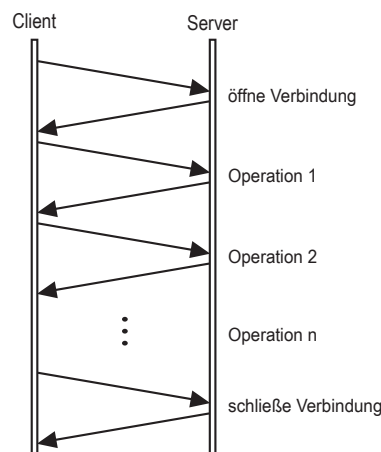 Client Server
öffne Verbindung
Operation 1
Operation 2
Operation n
schließe Verbindung